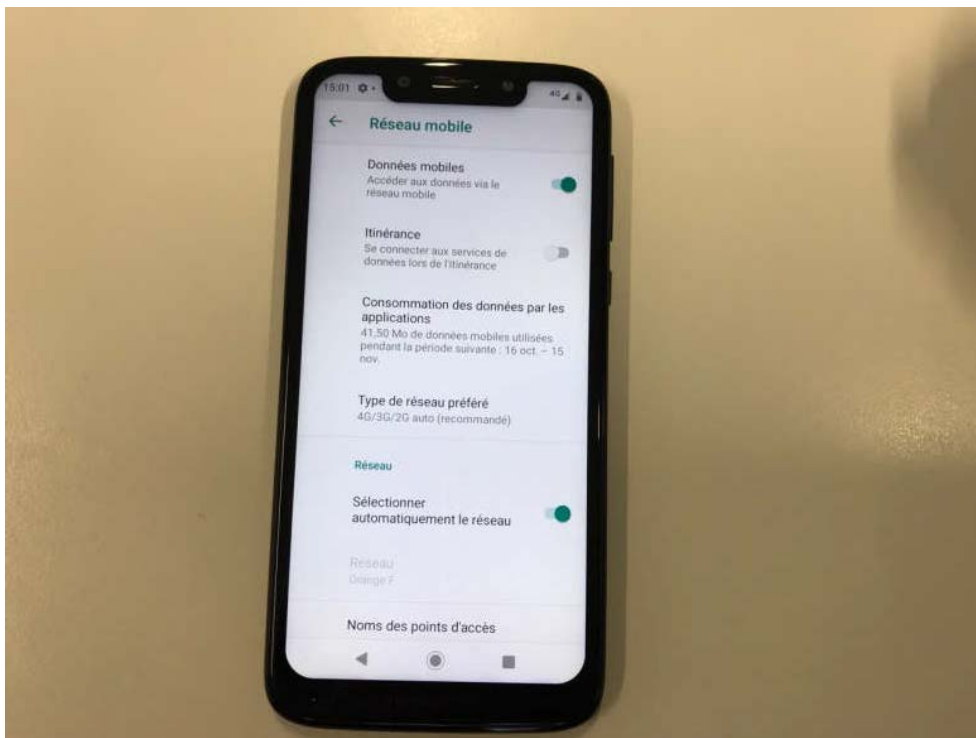 15:01
4G
Réseau mobile
Données mobiles
Accéder aux données via le
réseau mobile
Itinérance
Se connecter aux services de
données lors de l'itinérance
Consommation des données par les
applications
41,50 Mo de données mobiles utilisées
pendant la période suivante : 16 oct. – 15
nov.
Type de réseau préféré
4G/3G/2G auto (recommandé)
Réseau
Sélectionner
automatiquement le réseau
Réseau
Orange F
Noms des points d'accès